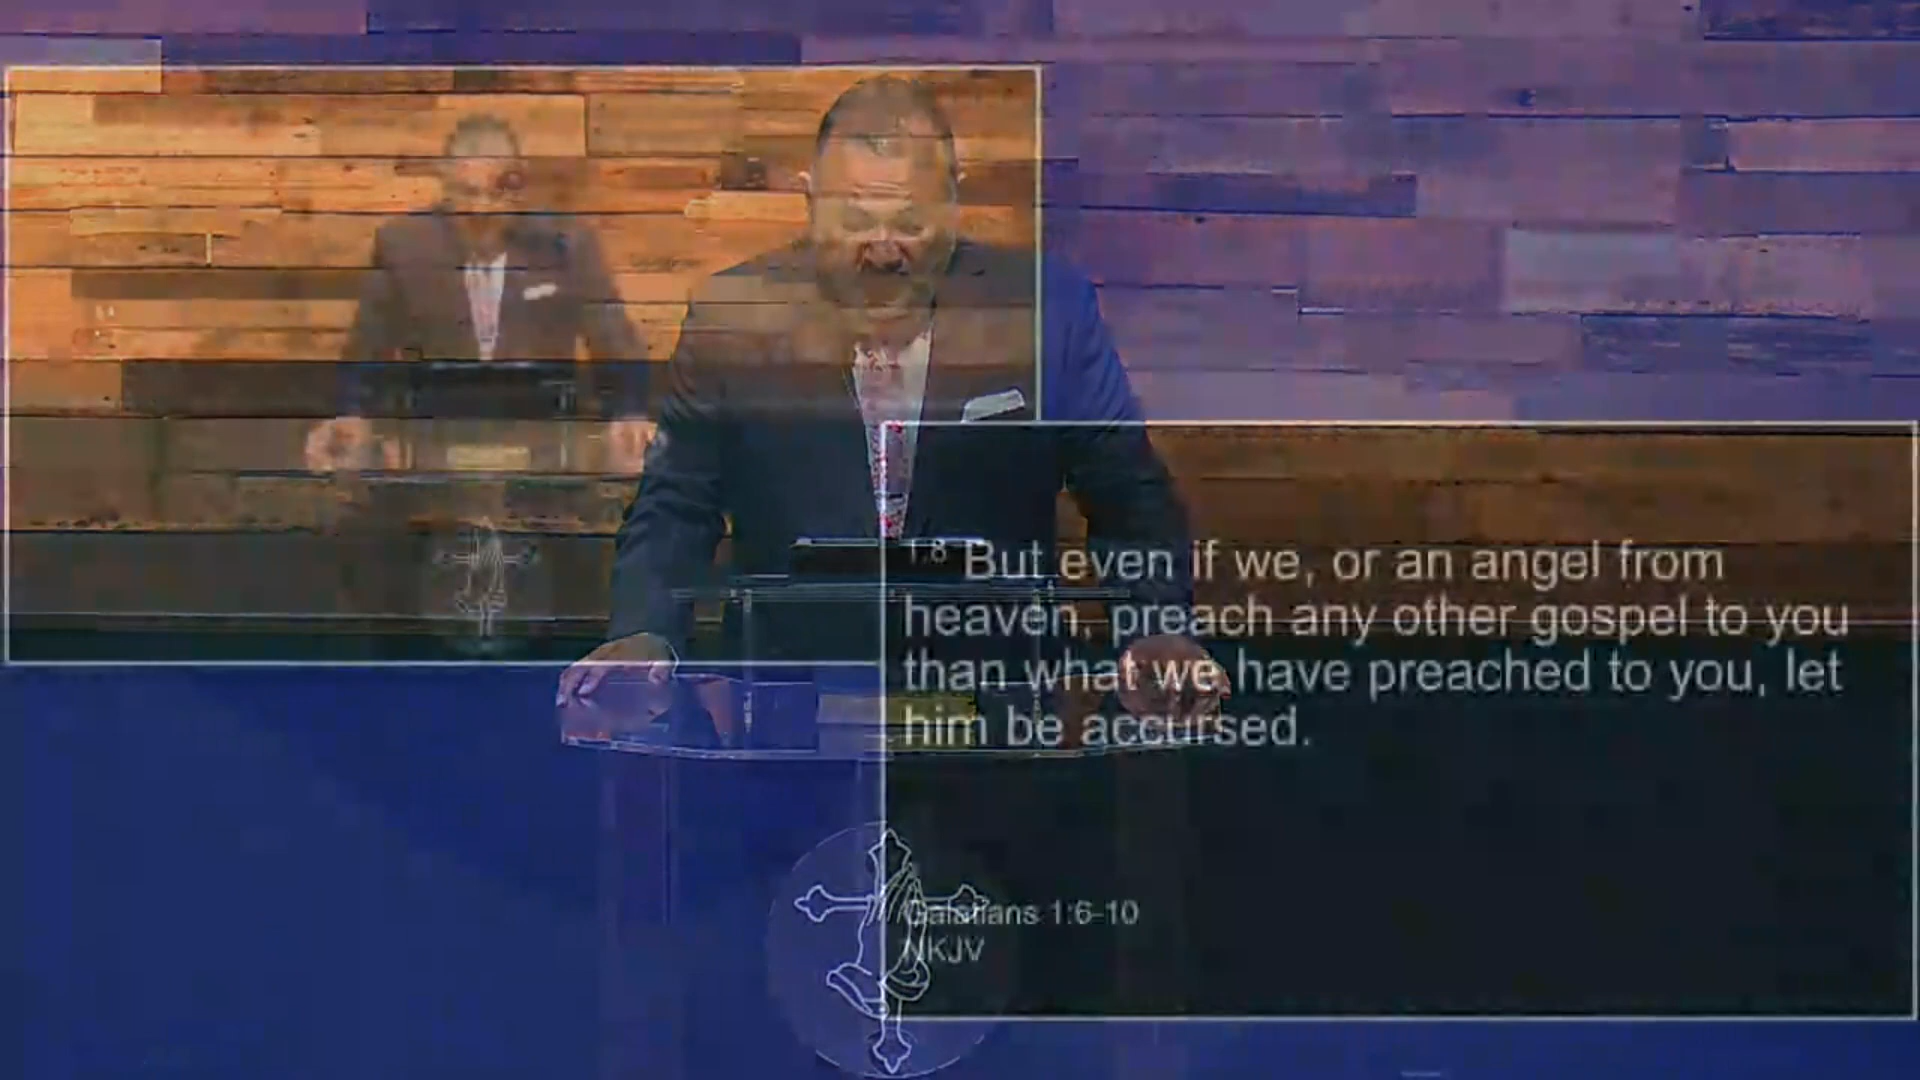 1:8 But even if we, or an angel from
heaven, preach any other gospel to you
than what we have preached to you, let
him be accursed.
Galatians 1:6-10
NKJV